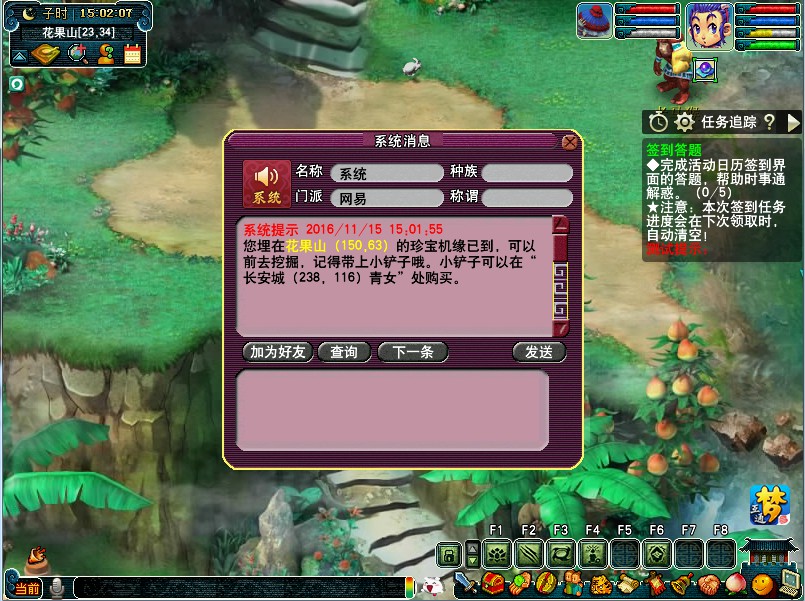 子时 15:02:07
花果山[23,34]
任务追踪 ?
签到答题
◆完成活动日历签到界
面的答题，帮助时事通
解惑。（0/5）
★注意，本次签到任务
进度会在下次领取时，
自动清空！
系统消息
系统
名称 系统 种族
门派 网易 称谓
系统提示 2016/11/15 15:01:55
您埋在花果山（150,63）的珍宝机缘已到，可以
前去挖掘，记得带上小铲子哦。小铲子可以在“
长安城（238，116）青女”处购买。
加为好友 查询 下一条 发送
梦
互通
F1 F2 F3 F4 F5 F6 F7 F8
当前